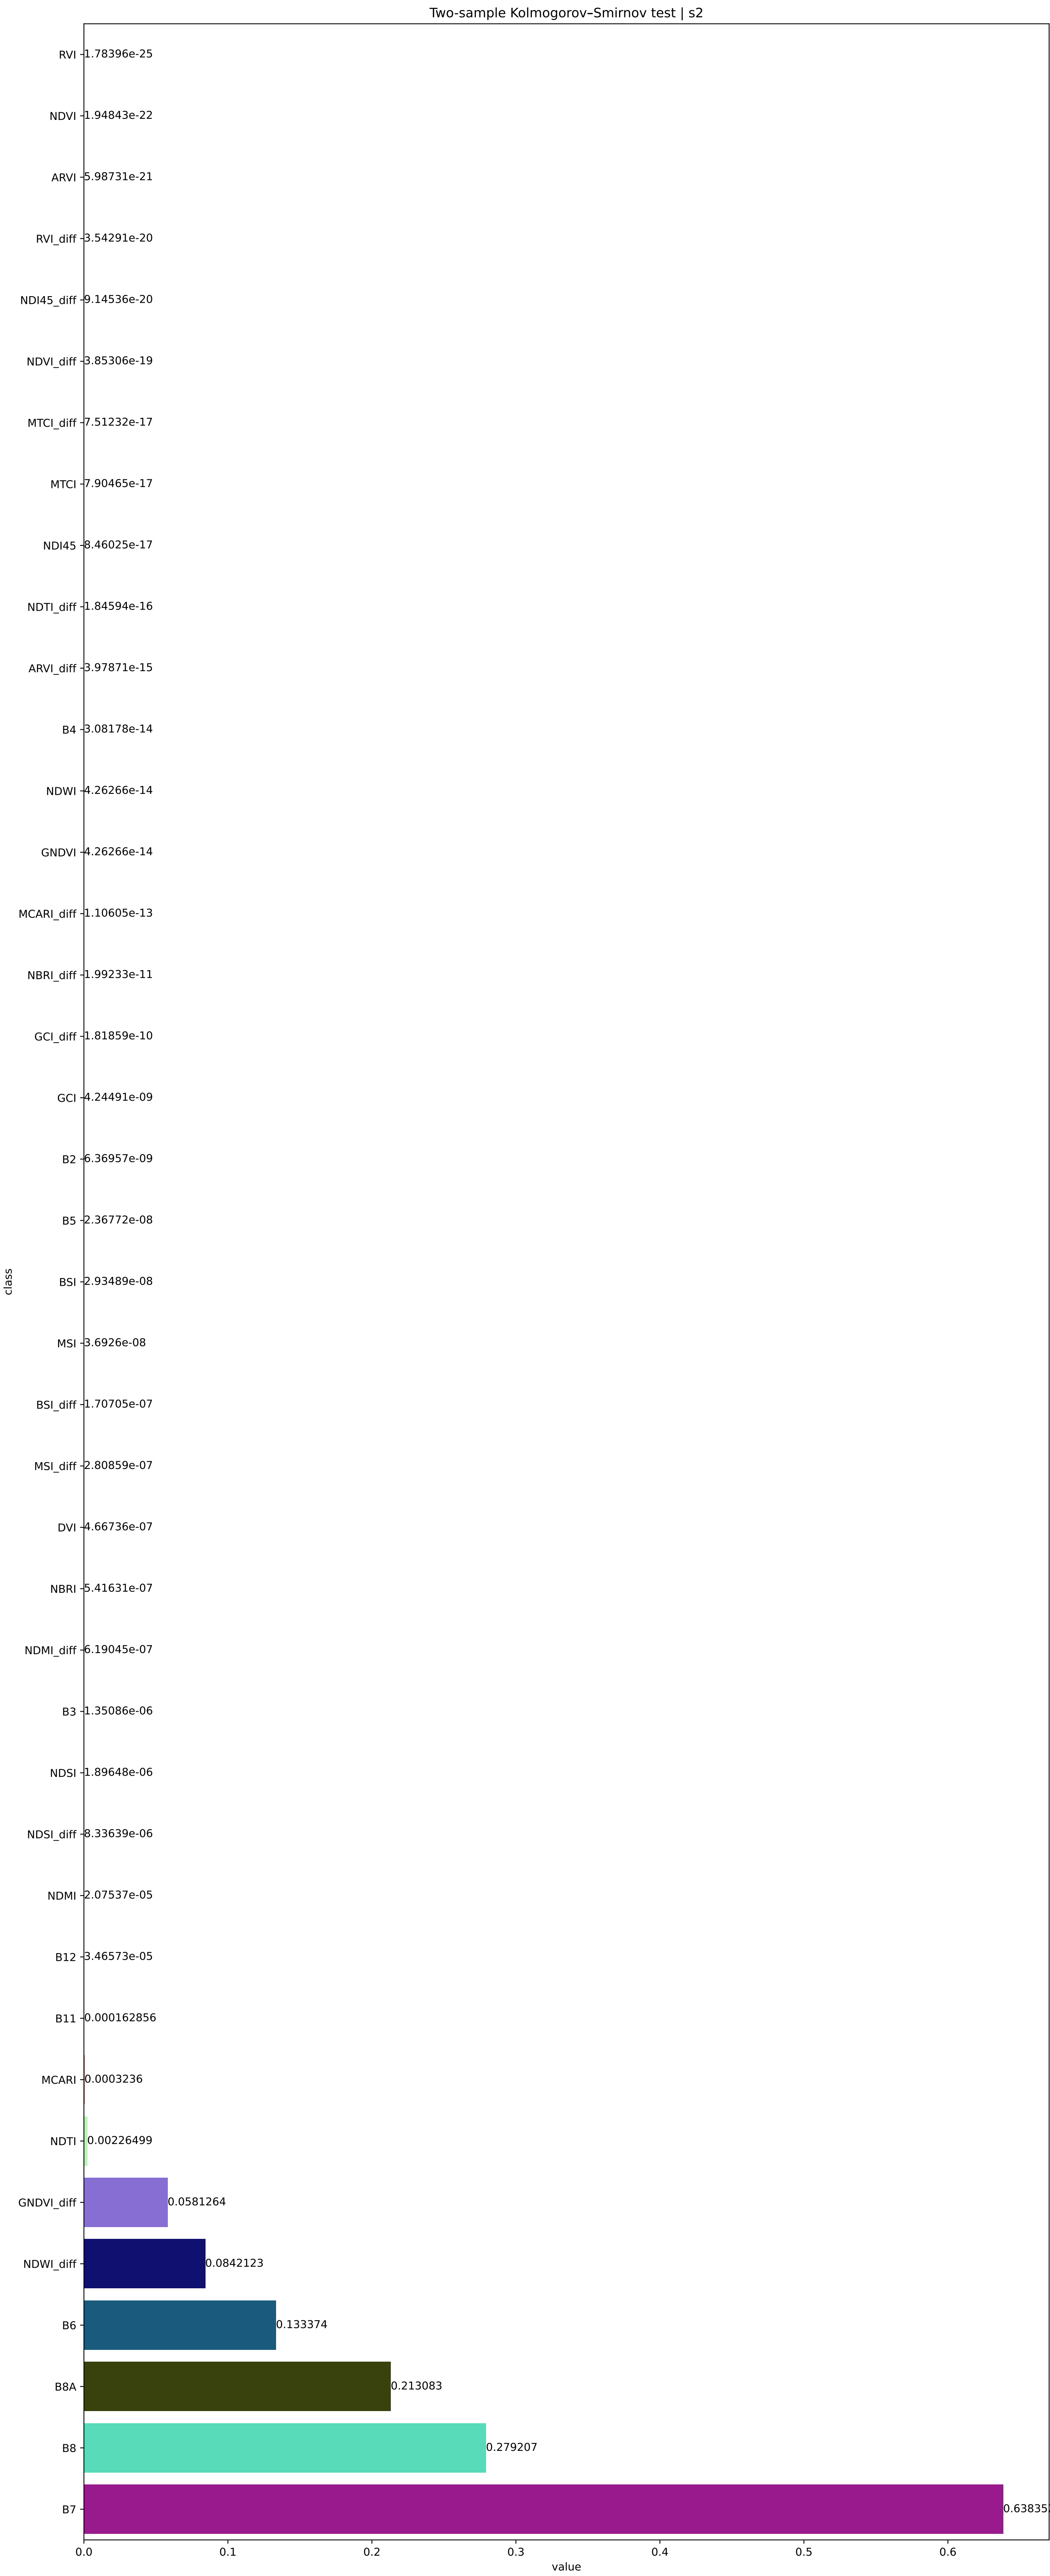 Two-sample Kolmogorov–Smirnov test | s2
RVI 1.78396e-25
NDVI 1.94843e-22
ARVI 5.98731e-21
RVI_diff 3.54291e-20
NDI45_diff 9.14536e-20
NDVI_diff 3.85306e-19
MTCI_diff 7.51232e-17
MTCI 7.90465e-17
NDI45 8.46025e-17
NDTI_diff 1.84594e-16
ARVI_diff 3.97871e-15
B4 3.08178e-14
NDWI 4.26266e-14
GNDVI 4.26266e-14
MCARI_diff 1.10605e-13
NBRI_diff 1.99233e-11
GCI_diff 1.81859e-10
GCI 4.24491e-09
B2 6.36957e-09
B5 2.36772e-08
class
BSI 2.93489e-08
MSI 3.6926e-08
BSI_diff 1.70705e-07
MSI_diff 2.80859e-07
DVI 4.66736e-07
NBRI 5.41631e-07
NDMI_diff 6.19045e-07
B3 1.35086e-06
NDSI 1.89648e-06
NDSI_diff 8.33639e-06
NDMI 2.07537e-05
B12 3.46573e-05
B11 0.000162856
MCARI 0.0003236
NDTI 0.00226499
GNDVI_diff 0.0581264
NDWI_diff 0.0842123
B6 0.133374
B8A 0.213083
B8 0.279207
B7 0.63835
0.0 0.1 0.2 0.3 0.4 0.5 0.6
value